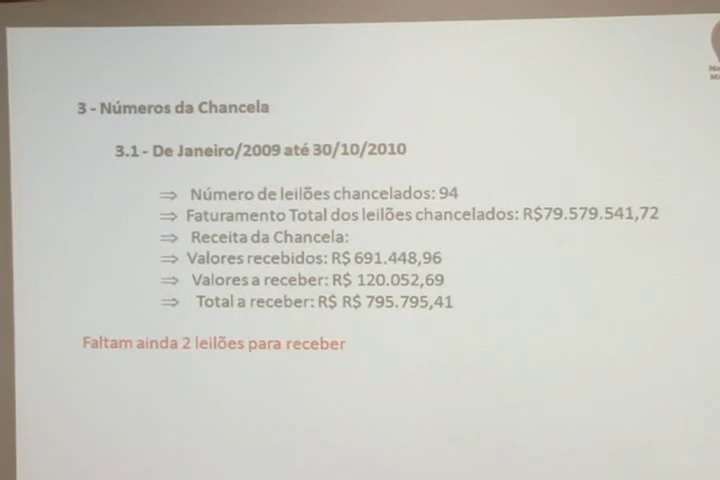 3 - Números da Chancela
3.1 - De Janeiro/2009 até 30/10/2010
⇒ Número de leilões chancelados: 94
⇒ Faturamento Total dos leilões chancelados: R$79.579.541,72
⇒ Receita da Chancela:
⇒ Valores recebidos: R$ 691.448,96
⇒ Valores a receber: R$ 120.052,69
⇒ Total a receber: R$ R$ 795.795,41
Faltam ainda 2 leilões para receber